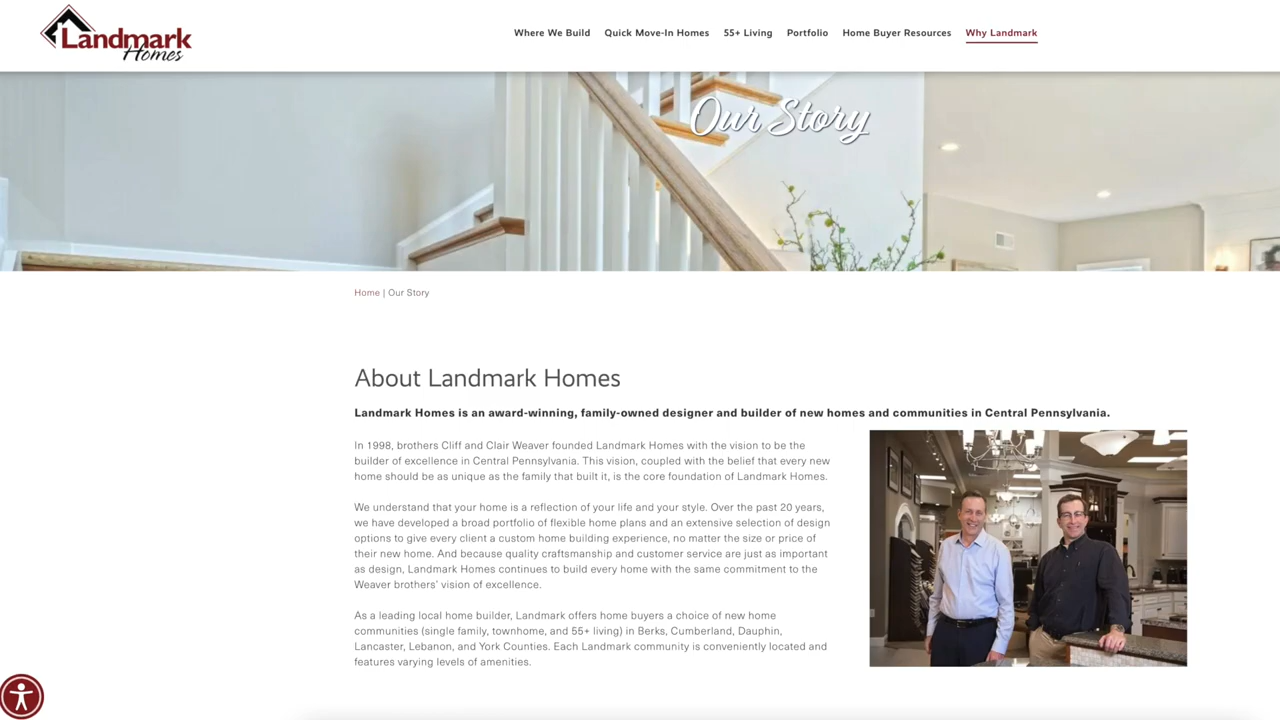 Landmark
Homes
Where We Build
Quick Move-In Homes
55+ Living
Portfolio
Home Buyer Resources
Why Landmark
Our Story
Home | Our Story
About Landmark Homes
Landmark Homes is an award-winning, family-owned designer and builder of new homes and communities in Central Pennsylvania.
In 1998, brothers Cliff and Clair Weaver founded Landmark Homes with the vision to be the
builder of excellence in Central Pennsylvania. This vision, coupled with the belief that every new
home should be as unique as the family that built it, is the core foundation of Landmark Homes.
We understand that your home is a reflection of your life and your style. Over the past 20 years,
we have developed a broad portfolio of flexible home plans and an extensive selection of design
options to give every client a custom home building experience, no matter the size or price of
their new home. And because quality craftsmanship and customer service are just as important
as design, Landmark Homes continues to build every home with the same commitment to the
Weaver brothers' vision of excellence.
As a leading local home builder, Landmark offers home buyers a choice of new home
communities (single family, townhome, and 55+ living) in Berks, Cumberland, Dauphin,
Lancaster, Lebanon, and York Counties. Each Landmark community is conveniently located and
features varying levels of amenities.